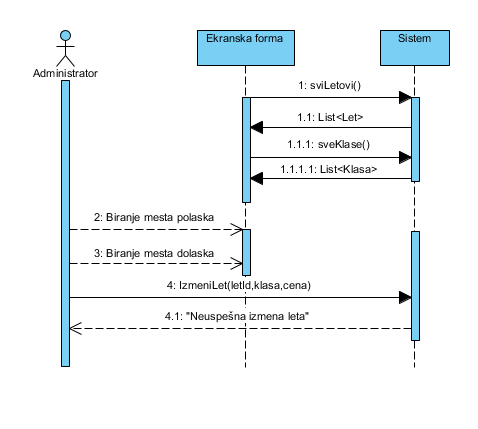 Ekranska forma
Sistem
Administrator
1: sviLetovi()
1.1: List<Let>
1.1.1: sveKlase()
1.1.1.1: List<Klasa>
2: Biranje mesta polaska
3: Biranje mesta dolaska
4: IzmeniLet(letId,klasa,cena)
4.1: "Neuspešna izmena leta"